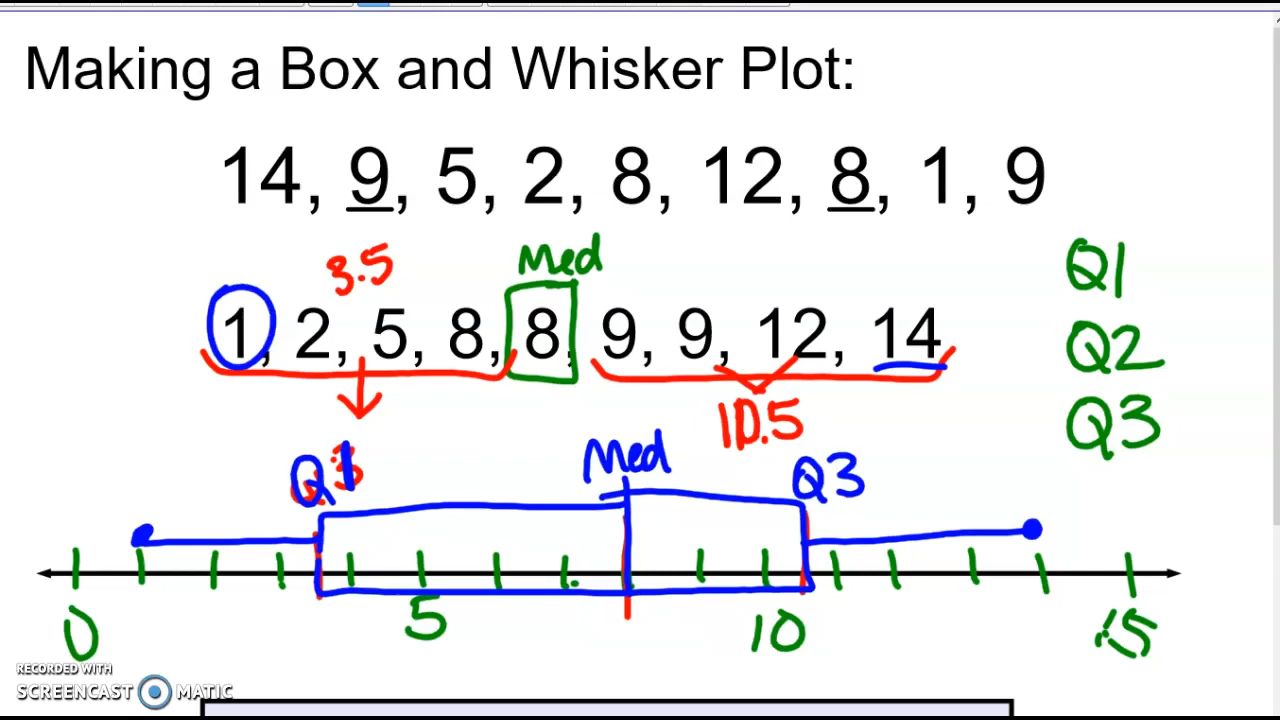 Making a Box and Whisker Plot:
14, 9, 5, 2, 8, 12, 8, 1, 9
3.5 Med Q1
1, 2, 5, 8, 8, 9, 9, 12, 14 Q2
10.5 Q3
Q1 Med Q3
0 5 10 15
RECORDED WITH
SCREENCAST MATIC